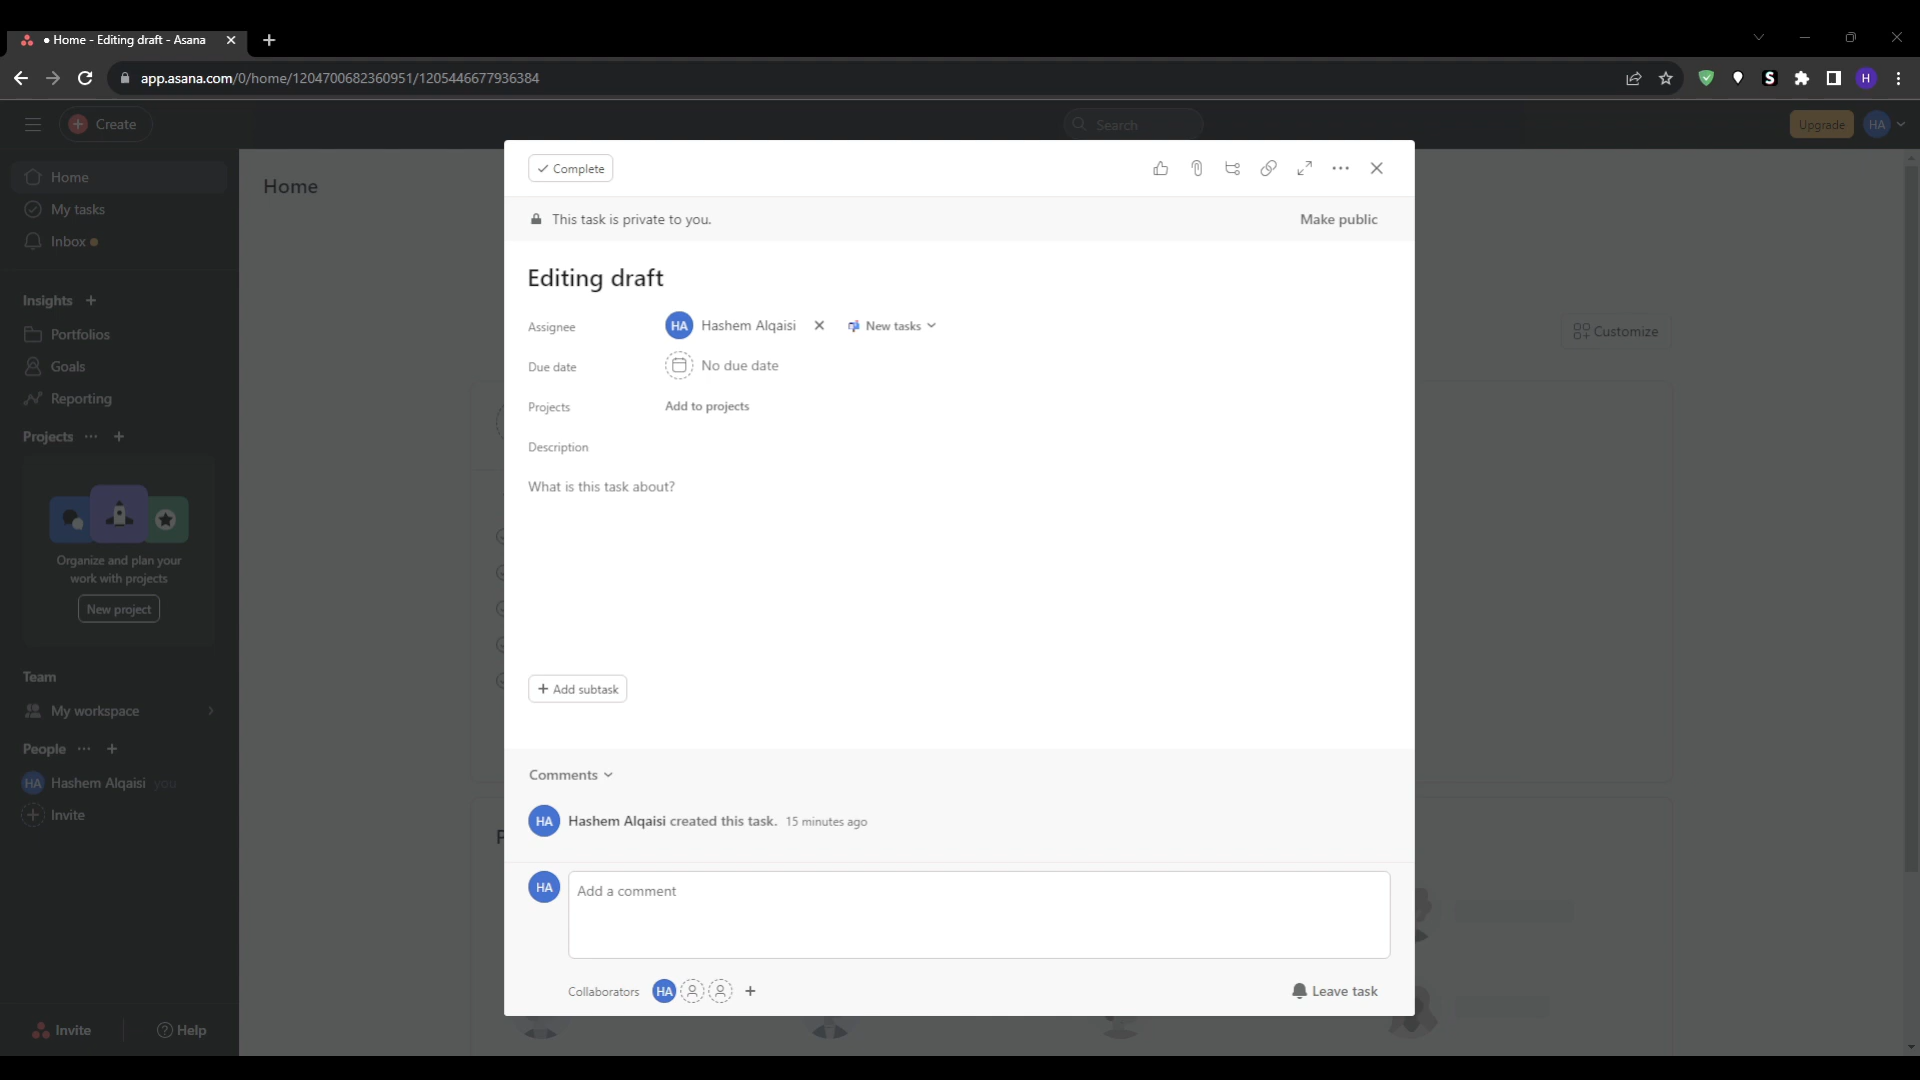 • Home - Editing draft - Asana
app.asana.com/0/home/1204700682360951/1205446677936384
S
H
Create
Search
Upgrade
HA
Home
My tasks
Inbox
Insights
Portfolios
Goals
Reporting
Projects
Organize and plan your
work with projects
New project
Team
My workspace
People
HA Hashem Alqaisi you
Invite
Invite
Help
Home
Customize
Complete
This task is private to you.
Make public
Editing draft
Assignee
HA Hashem Alqaisi
New tasks
Due date
No due date
Projects
Add to projects
Description
What is this task about?
+ Add subtask
Comments
HA Hashem Alqaisi created this task. 15 minutes ago
HA
Add a comment
Collaborators
HA
Leave task